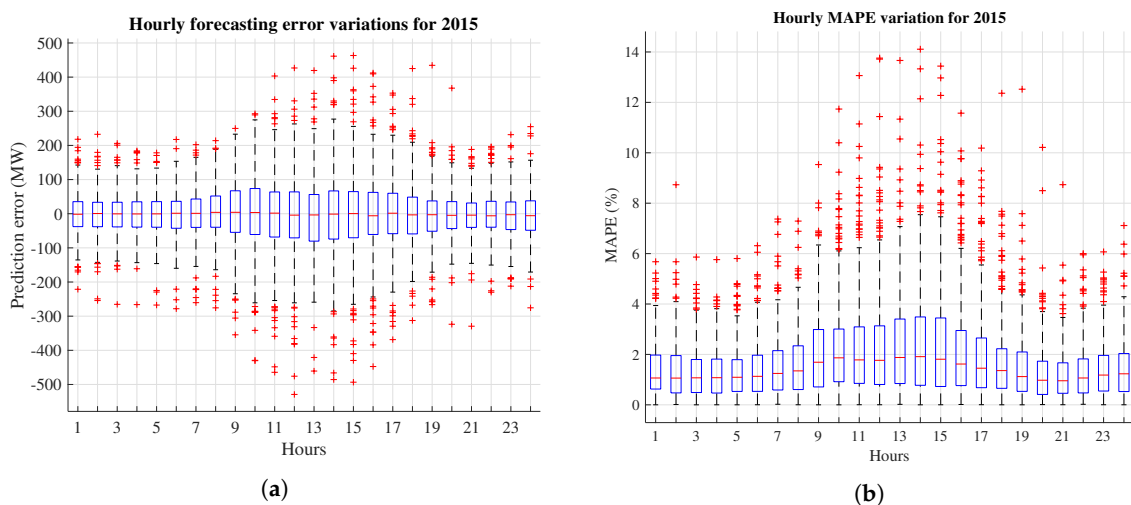 Hourly forecasting error variations for 2015
500
400
300
200
100
0
-100
-200
-300
-400
-500
Prediction error (MW)
1 3 5 7 9 11 13 15 17 19 21 23
Hours
(a)
Hourly MAPE variation for 2015
14
12
10
8
6
4
2
0
MAPE (%)
1 3 5 7 9 11 13 15 17 19 21 23
Hours
(b)